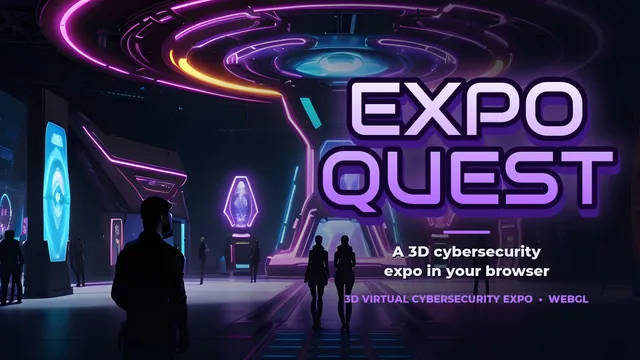 EXPO
QUEST
A 3D cybersecurity
expo in your browser
3D VIRTUAL CYBERSECURITY EXPO • WEBGL